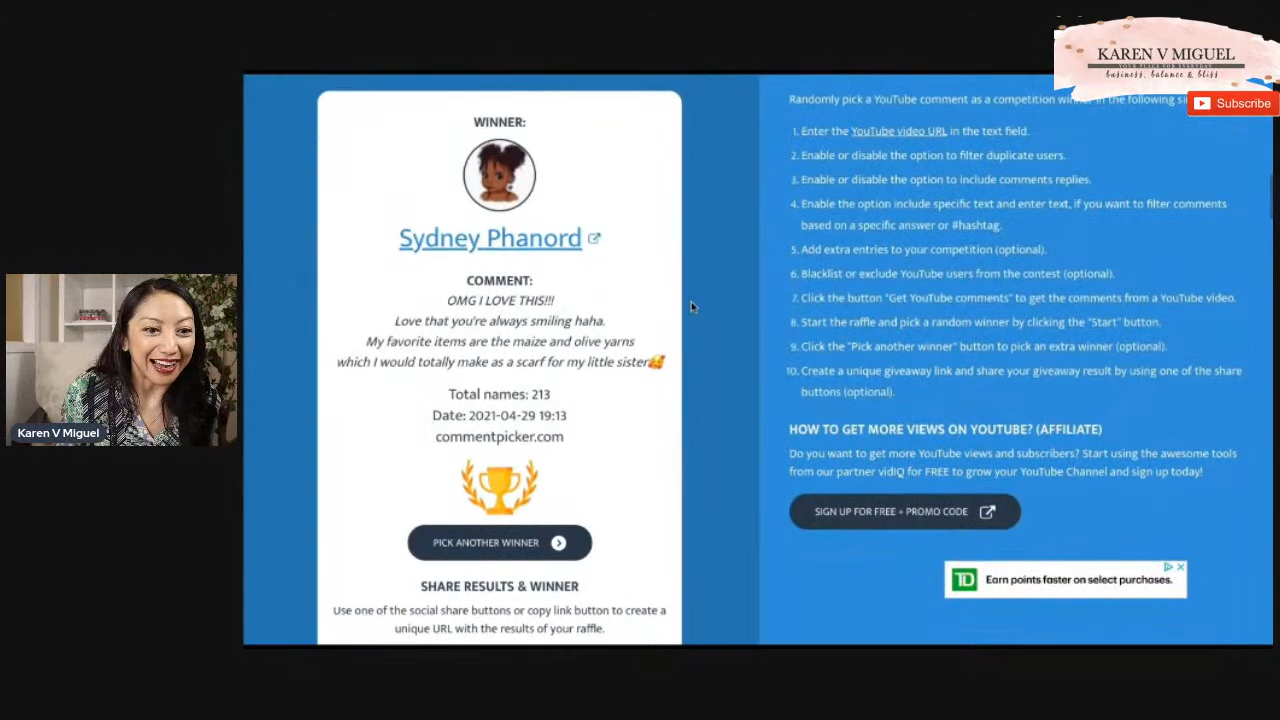 KAREN V MIGUEL
YOUR PLACE FOR EVERYDAY
business, balance & bliss
Subscribe
Karen V Miguel
WINNER:
Sydney Phanord
COMMENT:
OMG I LOVE THIS!!!
Love that you're always smiling haha.
My favorite items are the maize and olive yarns
which I would totally make as a scarf for my little sister🥰
Total names: 213
Date: 2021-04-29 19:13
commentpicker.com
PICK ANOTHER WINNER
SHARE RESULTS & WINNER
Use one of the social share buttons or copy link button to create a
unique URL with the results of your raffle.
Randomly pick a YouTube comment as a competition winner in the following
1. Enter the YouTube video URL in the text field.
2. Enable or disable the option to filter duplicate users.
3. Enable or disable the option to include comments replies.
4. Enable the option include specific text and enter text, if you want to filter comments
based on a specific answer or #hashtag.
5. Add extra entries to your competition (optional).
6. Blacklist or exclude YouTube users from the contest (optional).
7. Click the button "Get YouTube comments" to get the comments from a YouTube video.
8. Start the raffle and pick a random winner by clicking the "Start" button.
9. Click the "Pick another winner" button to pick an extra winner (optional).
10. Create a unique giveaway link and share your giveaway result by using one of the share
buttons (optional).
HOW TO GET MORE VIEWS ON YOUTUBE? (AFFILIATE)
Do you want to get more YouTube views and subscribers? Start using the awesome tools
from our partner vidIQ for FREE to grow your YouTube Channel and sign up today!
SIGN UP FOR FREE + PROMO CODE
TD
Earn points faster on select purchases.